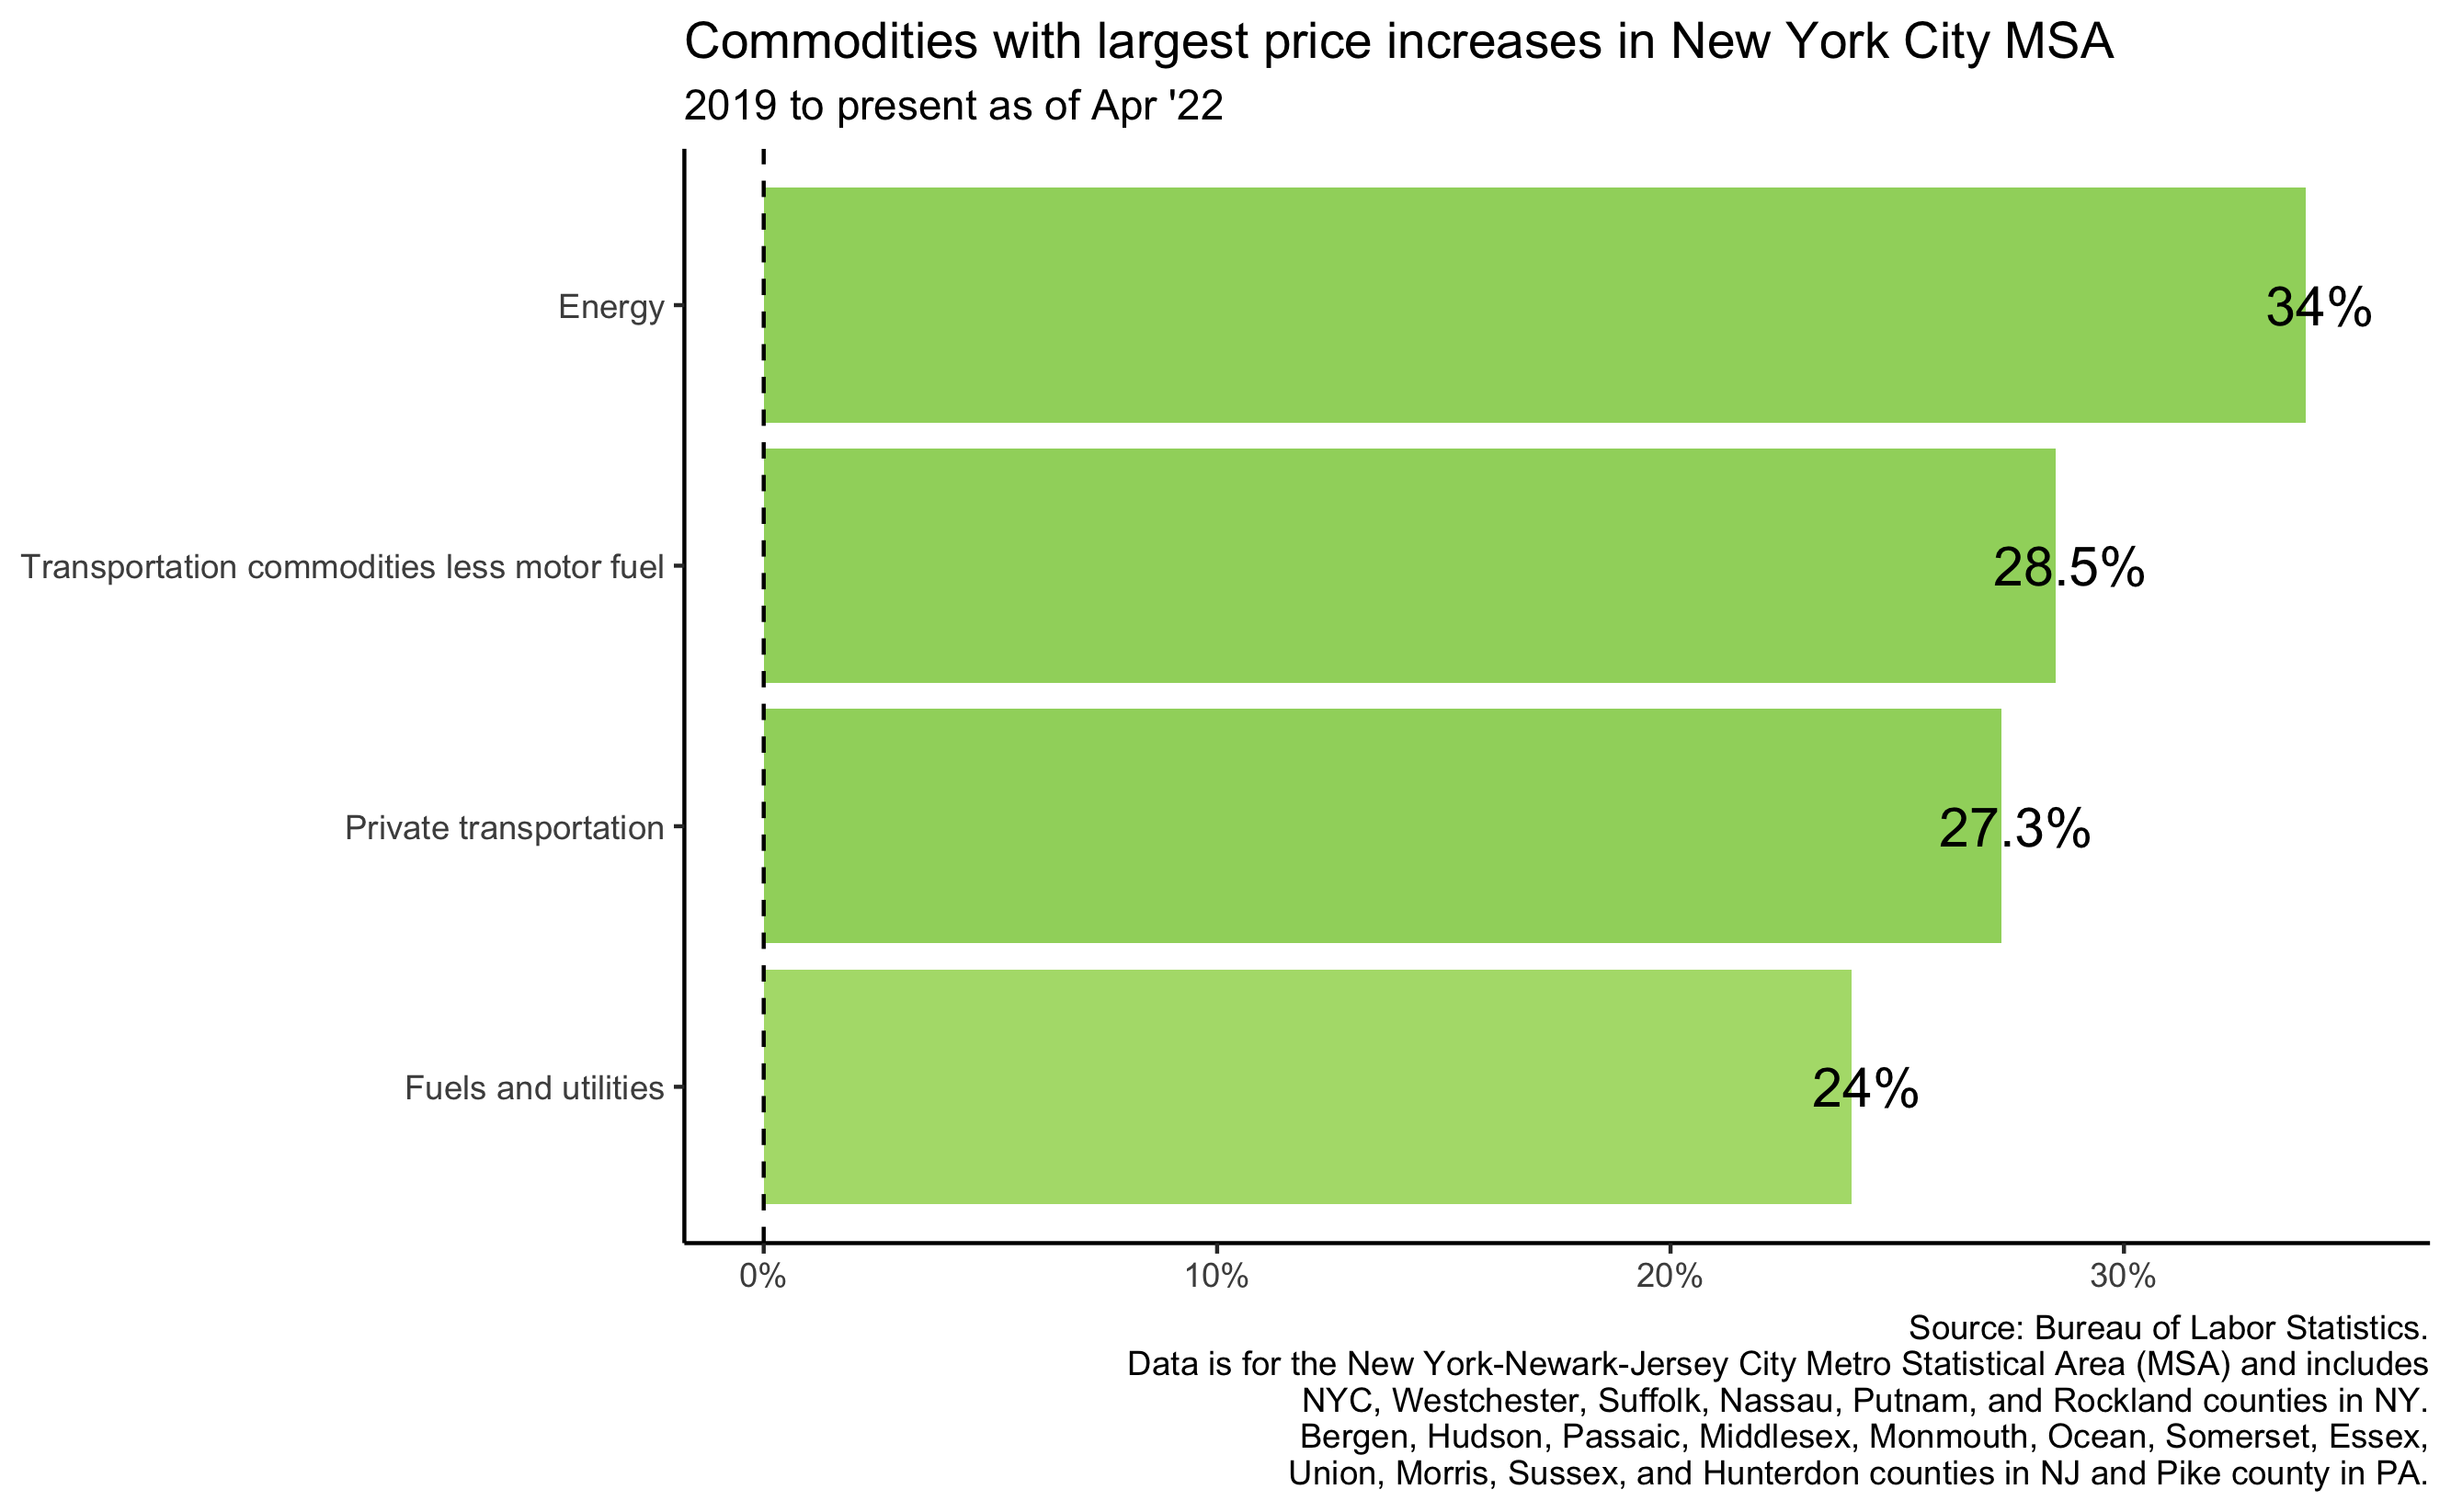 Commodities with largest price increases in New York City MSA
2019 to present as of Apr '22
Energy
34%
Transportation commodities less motor fuel
28.5%
Private transportation
27.3%
Fuels and utilities
24%
0%
10%
20%
30%
Source: Bureau of Labor Statistics.
Data is for the New York-Newark-Jersey City Metro Statistical Area (MSA) and includes
NYC, Westchester, Suffolk, Nassau, Putnam, and Rockland counties in NY.
Bergen, Hudson, Passaic, Middlesex, Monmouth, Ocean, Somerset, Essex,
Union, Morris, Sussex, and Hunterdon counties in NJ and Pike county in PA.